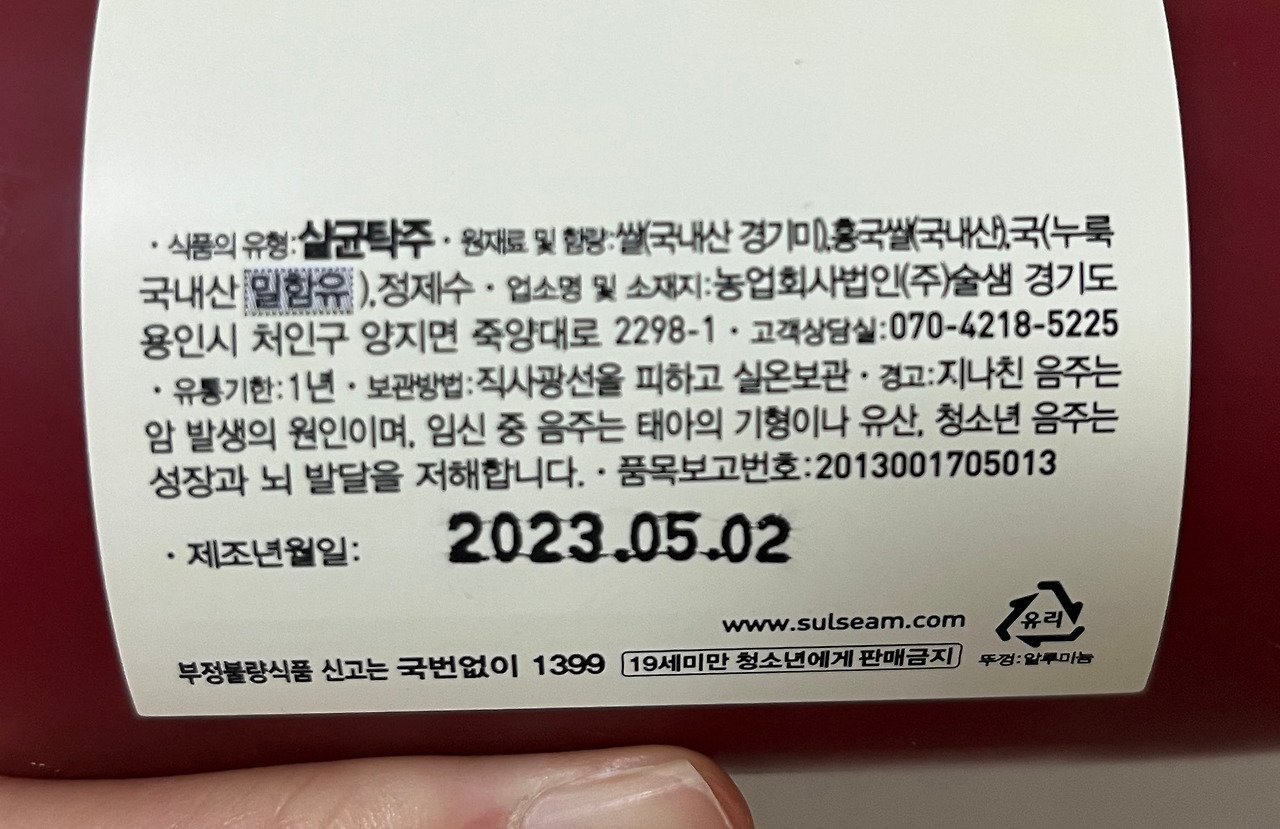 · 식품의 유형:살균탁주 · 원재료 및 함량:쌀(국내산 경기미),홍국쌀(국내산),국(누룩
국내산 밀함유),정제수 · 업소명 및 소재지:농업회사법인(주)술샘 경기도
용인시 처인구 양지면 죽양대로 2298-1 · 고객상담실:070-4218-5225
· 유통기한:1년 · 보관방법:직사광선을 피하고 실온보관 · 경고:지나친 음주는
암 발생의 원인이며, 임신 중 음주는 태아의 기형이나 유산, 청소년 음주는
성장과 뇌 발달을 저해합니다. · 품목보고번호:2013001705013
· 제조년월일: 2023.05.02
www.sulseam.com
유리
부정불량식품 신고는 국번없이 1399 19세미만 청소년에게 판매금지 뚜껑:알루미늄